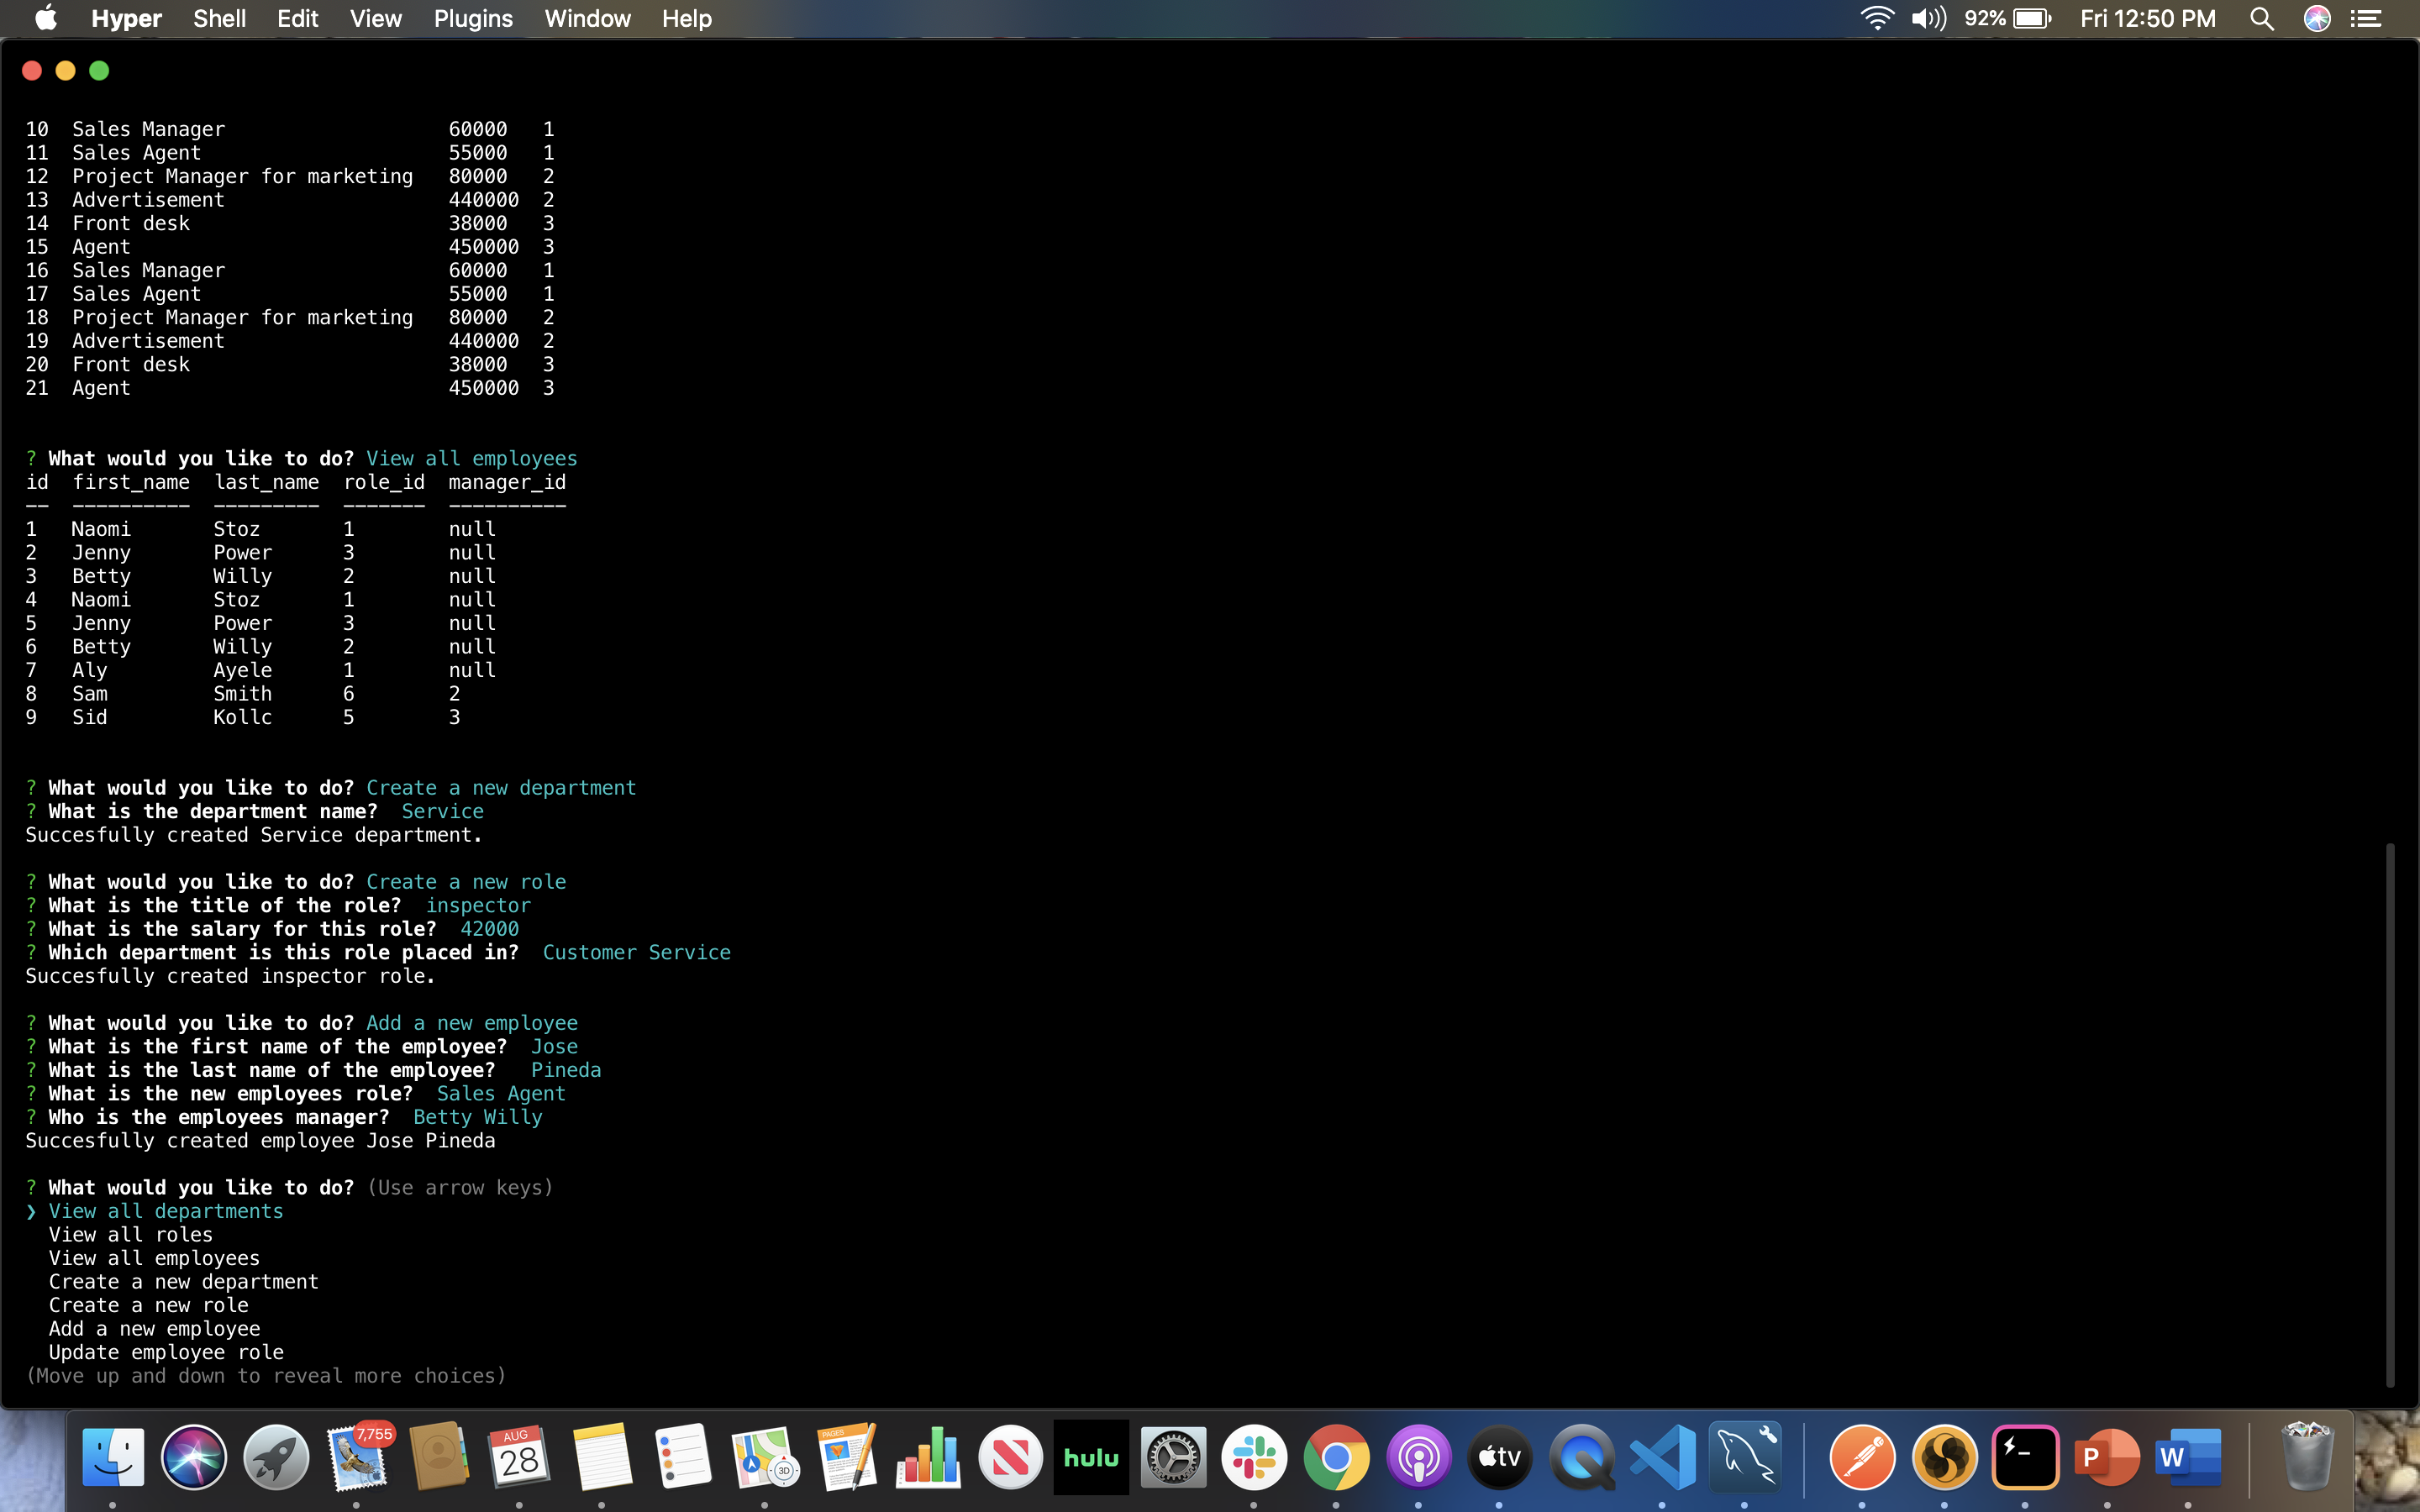 Hyper Shell Edit View Plugins Window Help 92% Fri 12:50 PM
10 Sales Manager 60000 1
11 Sales Agent 55000 1
12 Project Manager for marketing 80000 2
13 Advertisement 440000 2
14 Front desk 38000 3
15 Agent 450000 3
16 Sales Manager 60000 1
17 Sales Agent 55000 1
18 Project Manager for marketing 80000 2
19 Advertisement 440000 2
20 Front desk 38000 3
21 Agent 450000 3
? What would you like to do? View all employees
id first_name last_name role_id manager_id
-- ---------- --------- ------- ----------
1 Naomi Stoz 1 null
2 Jenny Power 3 null
3 Betty Willy 2 null
4 Naomi Stoz 1 null
5 Jenny Power 3 null
6 Betty Willy 2 null
7 Aly Ayele 1 null
8 Sam Smith 6 2
9 Sid Kollc 5 3
? What would you like to do? Create a new department
? What is the department name? Service
Succesfully created Service department.
? What would you like to do? Create a new role
? What is the title of the role? inspector
? What is the salary for this role? 42000
? Which department is this role placed in? Customer Service
Succesfully created inspector role.
? What would you like to do? Add a new employee
? What is the first name of the employee? Jose
? What is the last name of the employee? Pineda
? What is the new employees role? Sales Agent
? Who is the employees manager? Betty Willy
Succesfully created employee Jose Pineda
? What would you like to do? (Use arrow keys)
❯ View all departments
View all roles
View all employees
Create a new department
Create a new role
Add a new employee
Update employee role
(Move up and down to reveal more choices)
7,755 AUG 28 3D PAGES hulu tv P W